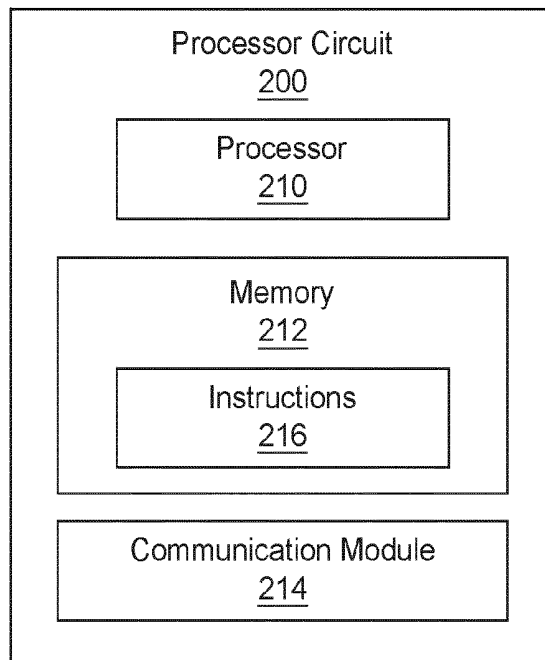 Processor Circuit
200
Processor
210
Memory
212
Instructions
216
Communication Module
214